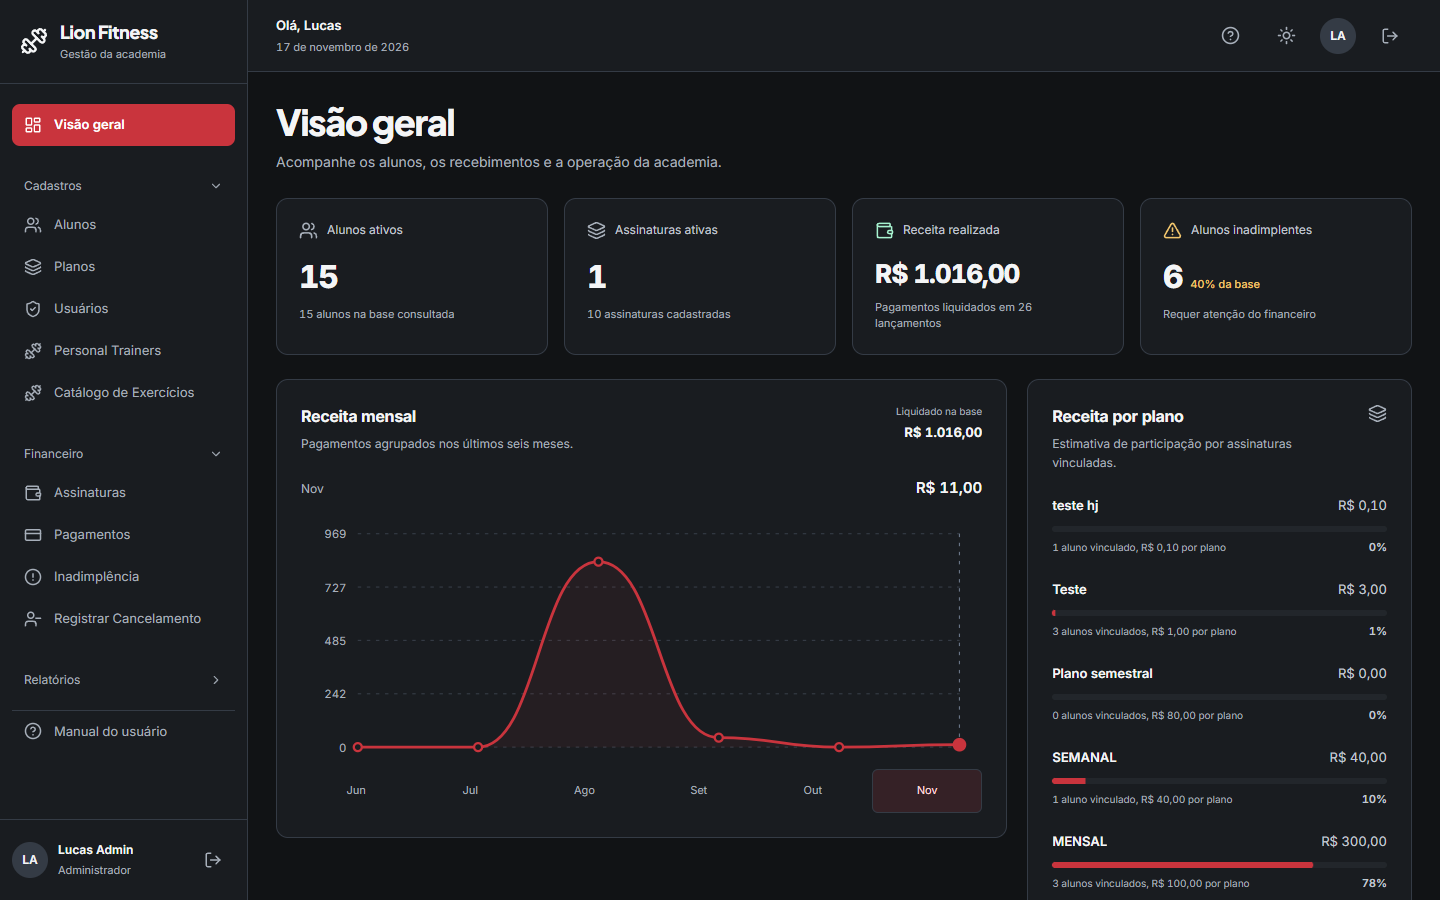 Lion Fitness
Gestão da academia
Visão geral
Cadastros
Alunos
Planos
Usuários
Personal Trainers
Catálogo de Exercícios
Financeiro
Assinaturas
Pagamentos
Inadimplência
Registrar Cancelamento
Relatórios
Manual do usuário
LA
Lucas Admin
Administrador
Olá, Lucas
17 de novembro de 2026
LA
Visão geral
Acompanhe os alunos, os recebimentos e a operação da academia.
Alunos ativos
15
15 alunos na base consultada
Assinaturas ativas
1
10 assinaturas cadastradas
Receita realizada
R$ 1.016,00
Pagamentos liquidados em 26
lançamentos
Alunos inadimplentes
6 40% da base
Requer atenção do financeiro
Receita mensal
Pagamentos agrupados nos últimos seis meses.
Liquidado na base
R$ 1.016,00
Nov
R$ 11,00
969
727
485
242
0
Jun Jul Ago Set Out Nov
Receita por plano
Estimativa de participação por assinaturas
vinculadas.
teste hj R$ 0,10
1 aluno vinculado, R$ 0,10 por plano 0%
Teste R$ 3,00
3 alunos vinculados, R$ 1,00 por plano 1%
Plano semestral R$ 0,00
0 alunos vinculados, R$ 80,00 por plano 0%
SEMANAL R$ 40,00
1 aluno vinculado, R$ 40,00 por plano 10%
MENSAL R$ 300,00
3 alunos vinculados, R$ 100,00 por plano 78%